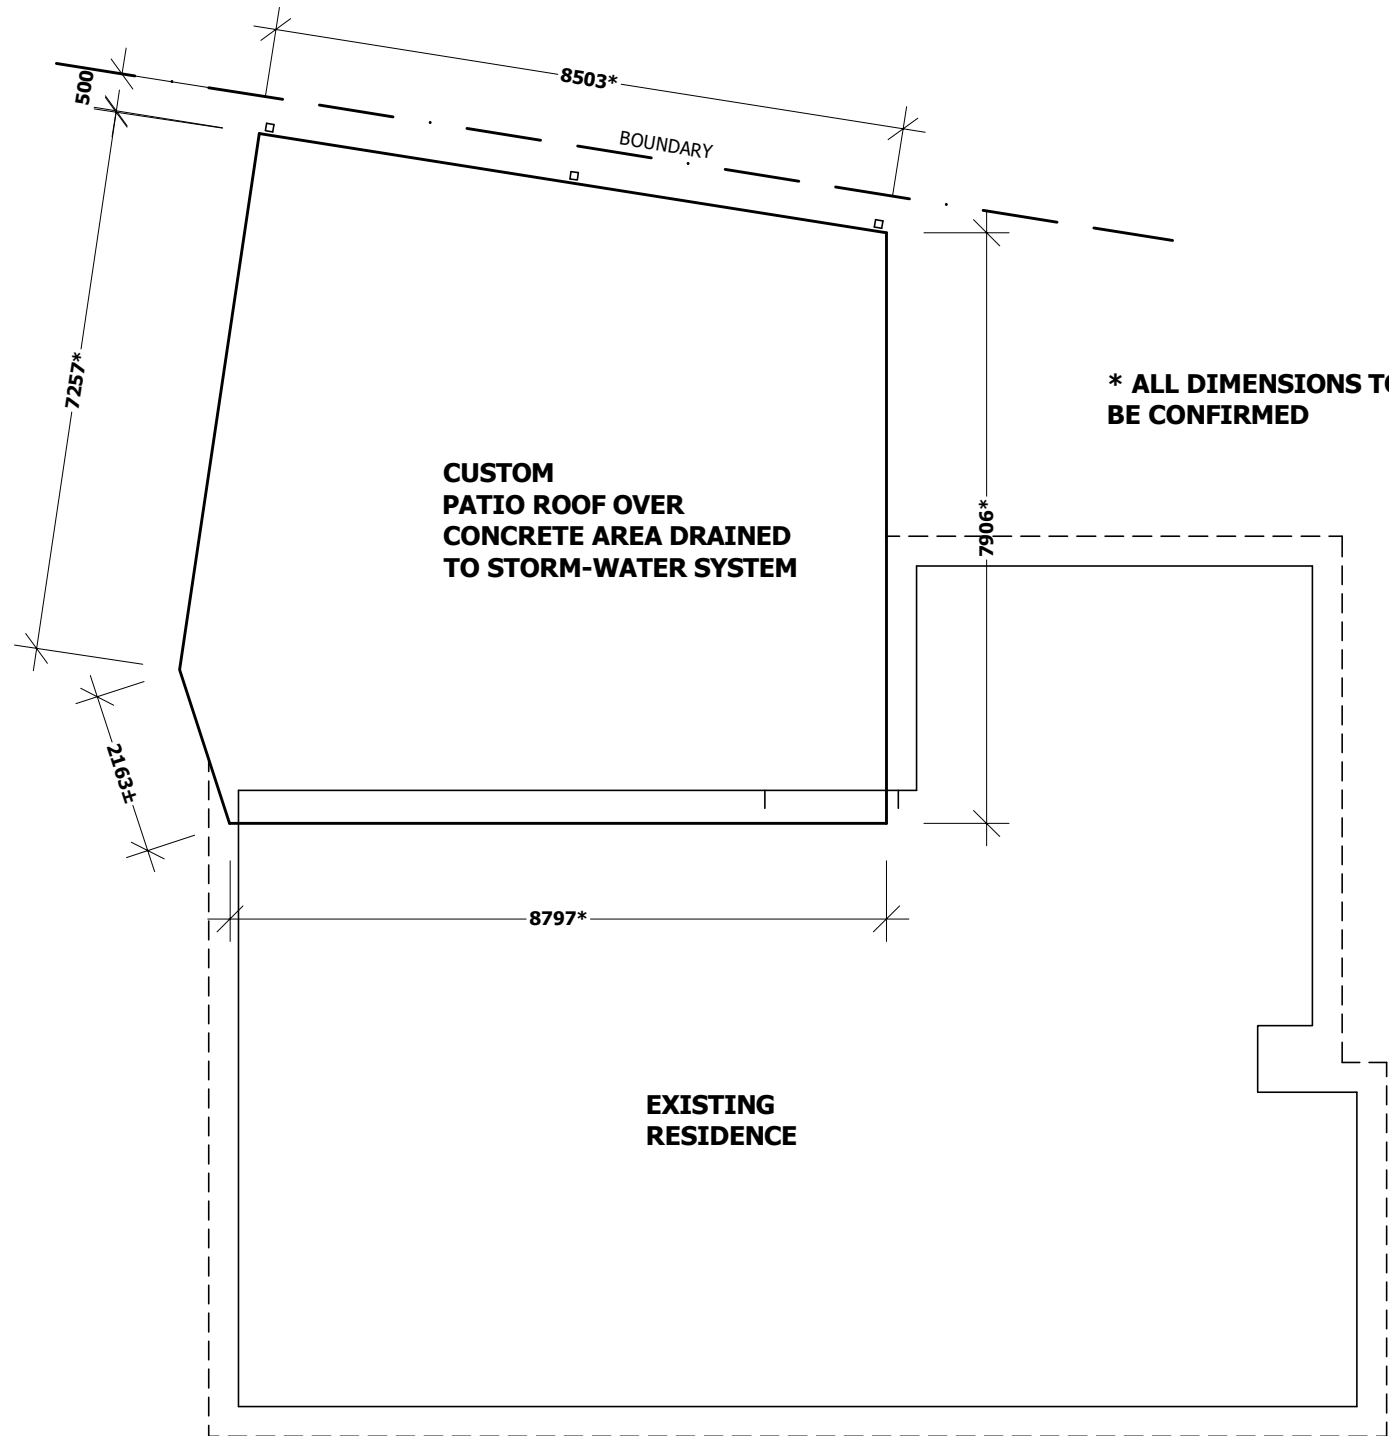 8503*
500
BOUNDARY
7257*
* ALL DIMENSIONS TO
BE CONFIRMED
CUSTOM
PATIO ROOF OVER
CONCRETE AREA DRAINED
TO STORM-WATER SYSTEM
7906*
2163±
8797*
EXISTING
RESIDENCE